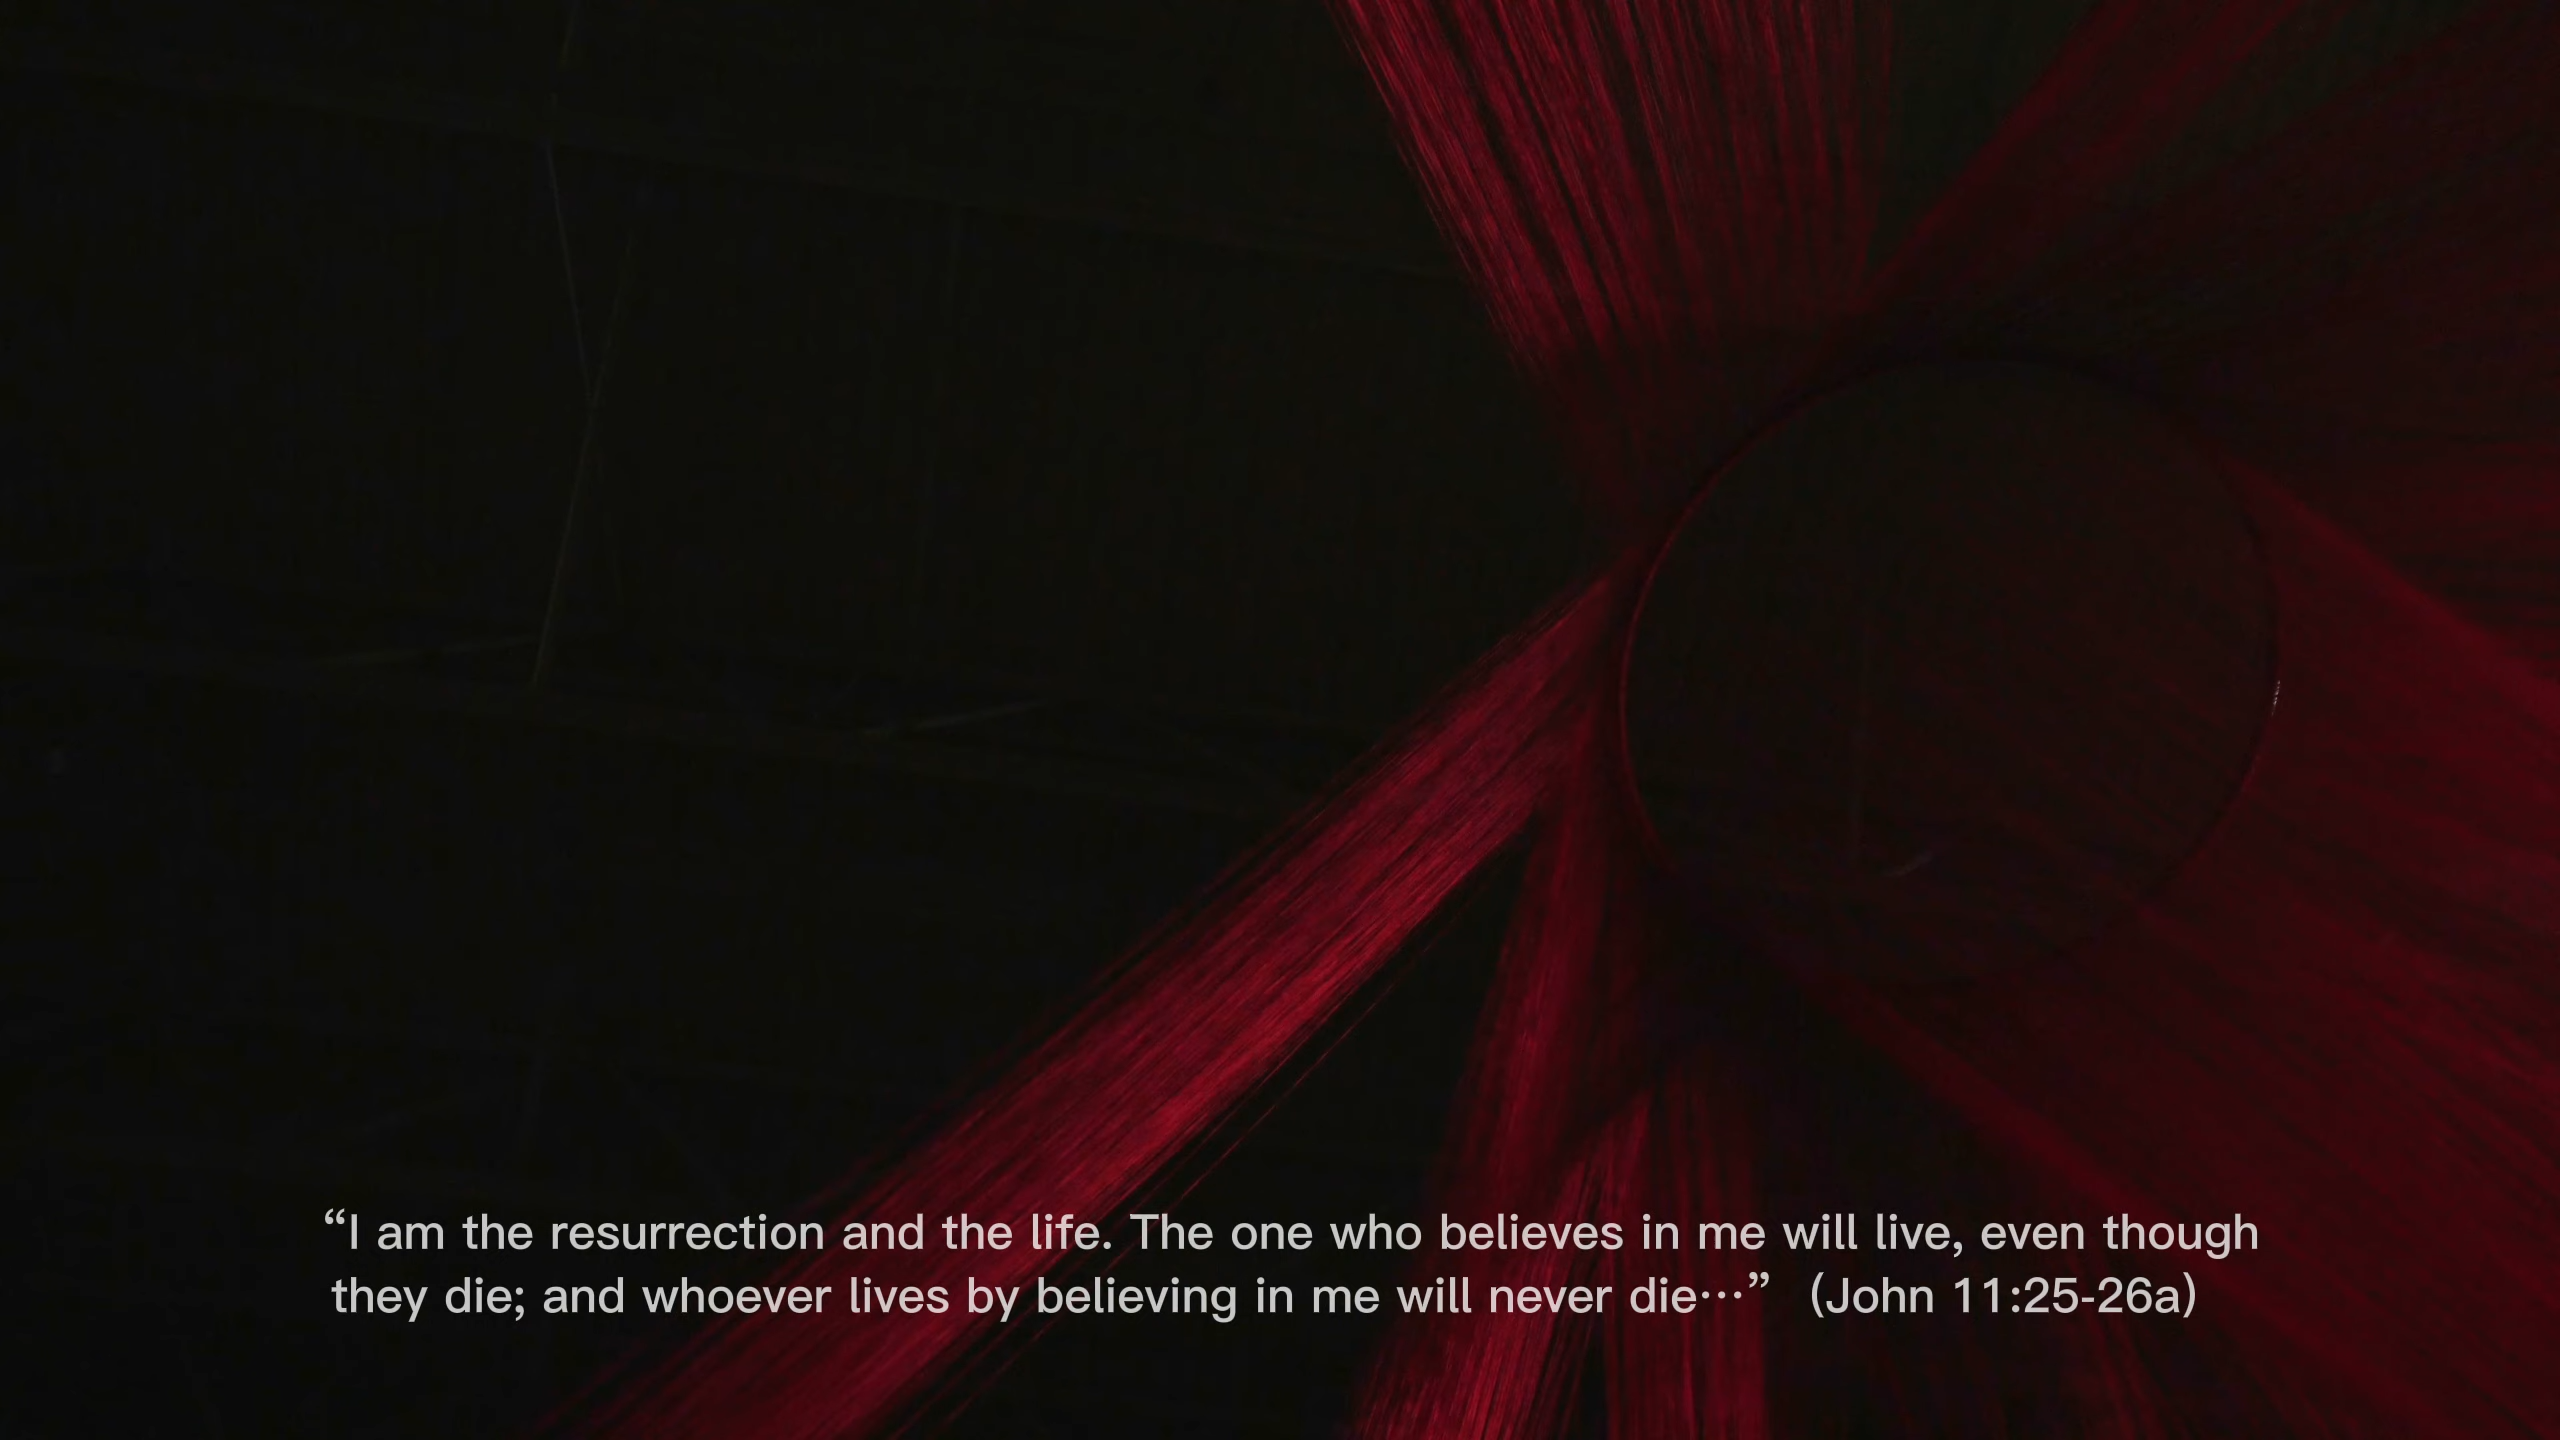 “I am the resurrection and the life. The one who believes in me will live, even though
they die; and whoever lives by believing in me will never die⋯” (John 11:25-26a)